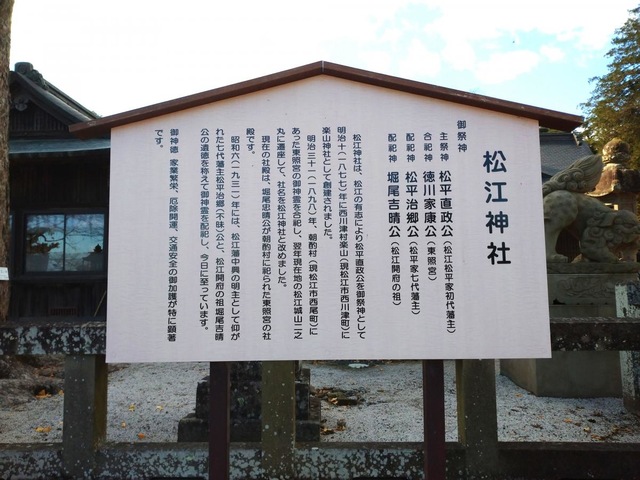 松江神社
御祭神
主祭神 松平直政公（松江松平家初代藩主）
合祀神 徳川家康公（東照宮）
配祀神 松平治郷公（松平家七代藩主）
配祀神 堀尾吉晴公（松江開府の祖）
松江神社は、松江の有志により松平直政公を御祭神として
明治十（一八七七）年に西川津村楽山（現松江市西川津町）に
楽山神社として創建されました。
明治三十一（一八九八）年、朝酌村（現松江市西尾町）に
あった東照宮の御神霊を合祀し、翌年現在地の松江城山二之
丸に遷座して、社名を松江神社と改めました。
現在の社殿は、堀尾忠晴公が朝酌村に祀られた東照宮の社
殿です。
昭和六（一九三一）年には、松江藩中興の明主として仰が
れた七代藩主松平治郷（不昧）公と、松江開府の祖堀尾吉晴
公の遺徳を称えて御神霊を配祀し、今日に至っています。
御神徳 家業繁栄、厄除開運、交通安全の御加護が特に顕著
です。